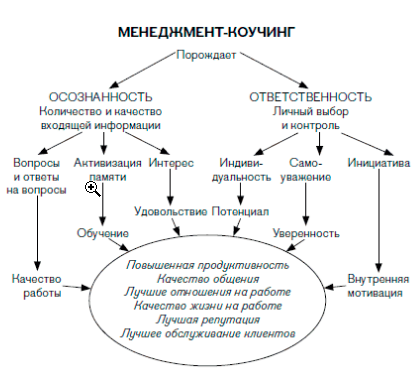 МЕНЕДЖМЕНТ-КОУЧИНГ
Порождает
ОСОЗНАННОСТЬ
Количество и качество
входящей информации
ОТВЕТСТВЕННОСТЬ
Личный выбор
и контроль
Вопросы
и ответы
на вопросы
Активизация
памяти
Интерес
Индиви-
дуальность
Само-
уважение
Инициатива
Удовольствие
Потенциал
Обучение
Уверенность
Качество
работы
Внутренняя
мотивация
Повышенная продуктивность
Качество общения
Лучшие отношения на работе
Качество жизни на работе
Лучшая репутация
Лучшее обслуживание клиентов